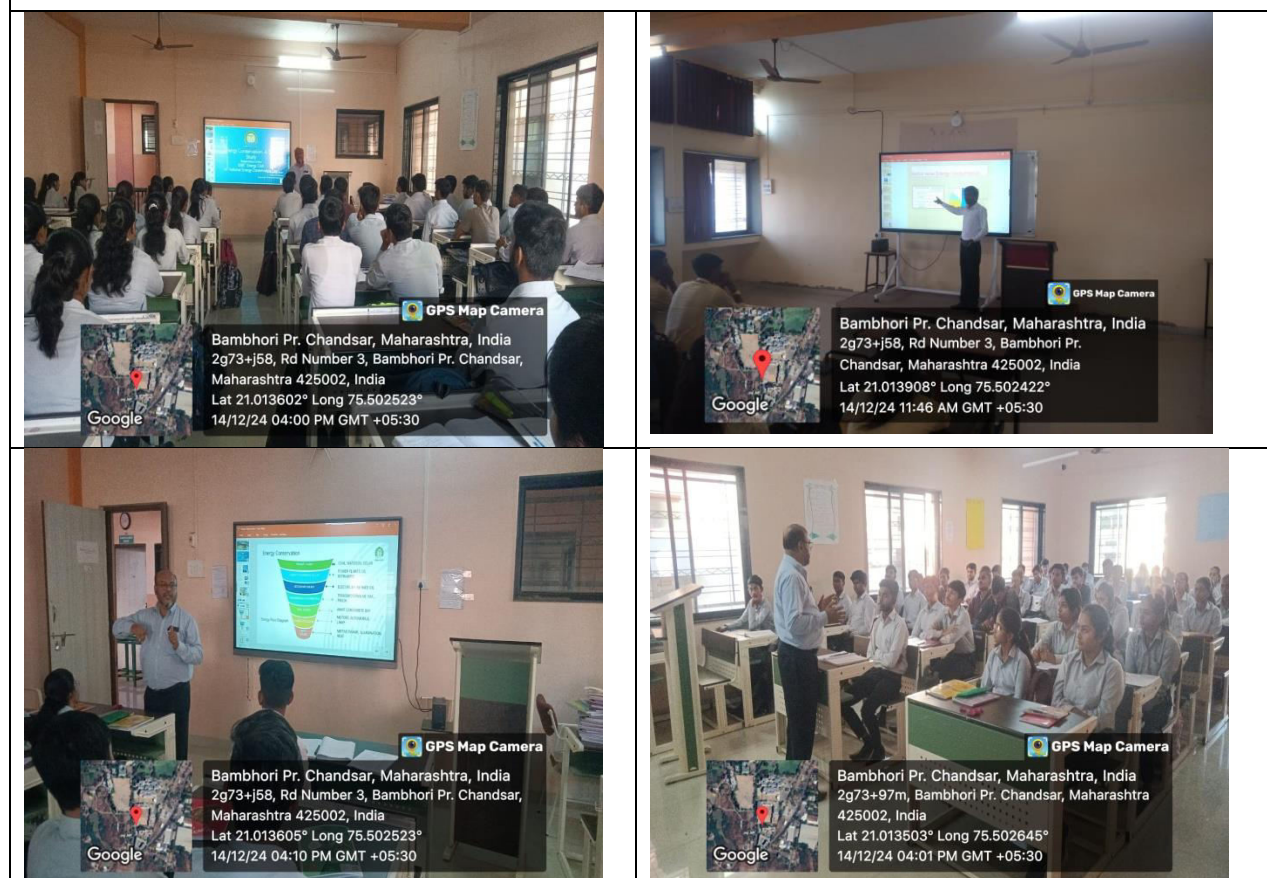 Energy Conservation
GPS Map Camera
Bambhori Pr. Chandsar, Maharashtra, India
2g73+j58, Rd Number 3, Bambhori Pr. Chandsar,
Maharashtra 425002, India
Lat 21.013602° Long 75.502523°
14/12/24 04:00 PM GMT +05:30
Google
GPS Map Camera
Bambhori Pr. Chandsar, Maharashtra, India
2g73+j58, Rd Number 3, Bambhori Pr.
Chandsar, Maharashtra 425002, India
Lat 21.013908° Long 75.502422°
14/12/24 11:46 AM GMT +05:30
Google
Energy Conservation
GPS Map Camera
Bambhori Pr. Chandsar, Maharashtra, India
2g73+j58, Rd Number 3, Bambhori Pr. Chandsar,
Maharashtra 425002, India
Lat 21.013605° Long 75.502523°
14/12/24 04:10 PM GMT +05:30
Google
GPS Map Camera
Bambhori Pr. Chandsar, Maharashtra, India
2g73+97m, Bambhori Pr. Chandsar, Maharashtra
425002, India
Lat 21.013503° Long 75.502645°
14/12/24 04:01 PM GMT +05:30
Google